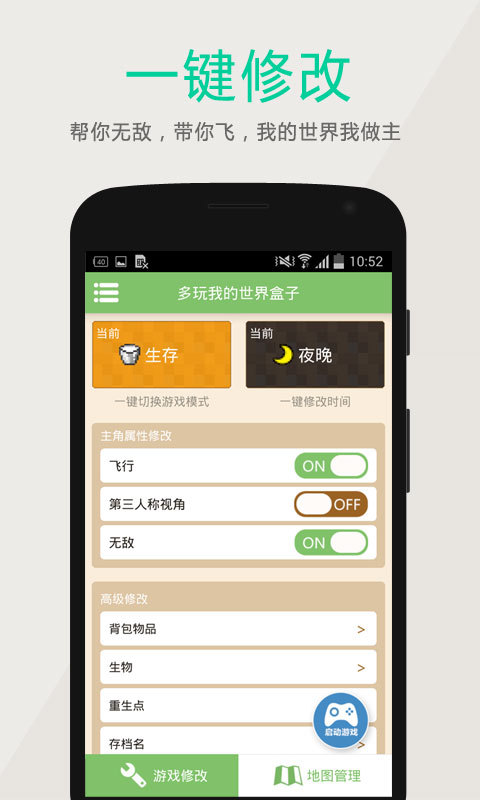 一键修改
帮你无敌，带你飞，我的世界我做主
40
10:52
多玩我的世界盒子
当前
生存
当前
夜晚
一键切换游戏模式
一键修改时间
主角属性修改
飞行
ON
第三人称视角
OFF
无敌
ON
高级修改
背包物品
>
生物
>
重生点
启动游戏
存档名
>
游戏修改
地图管理